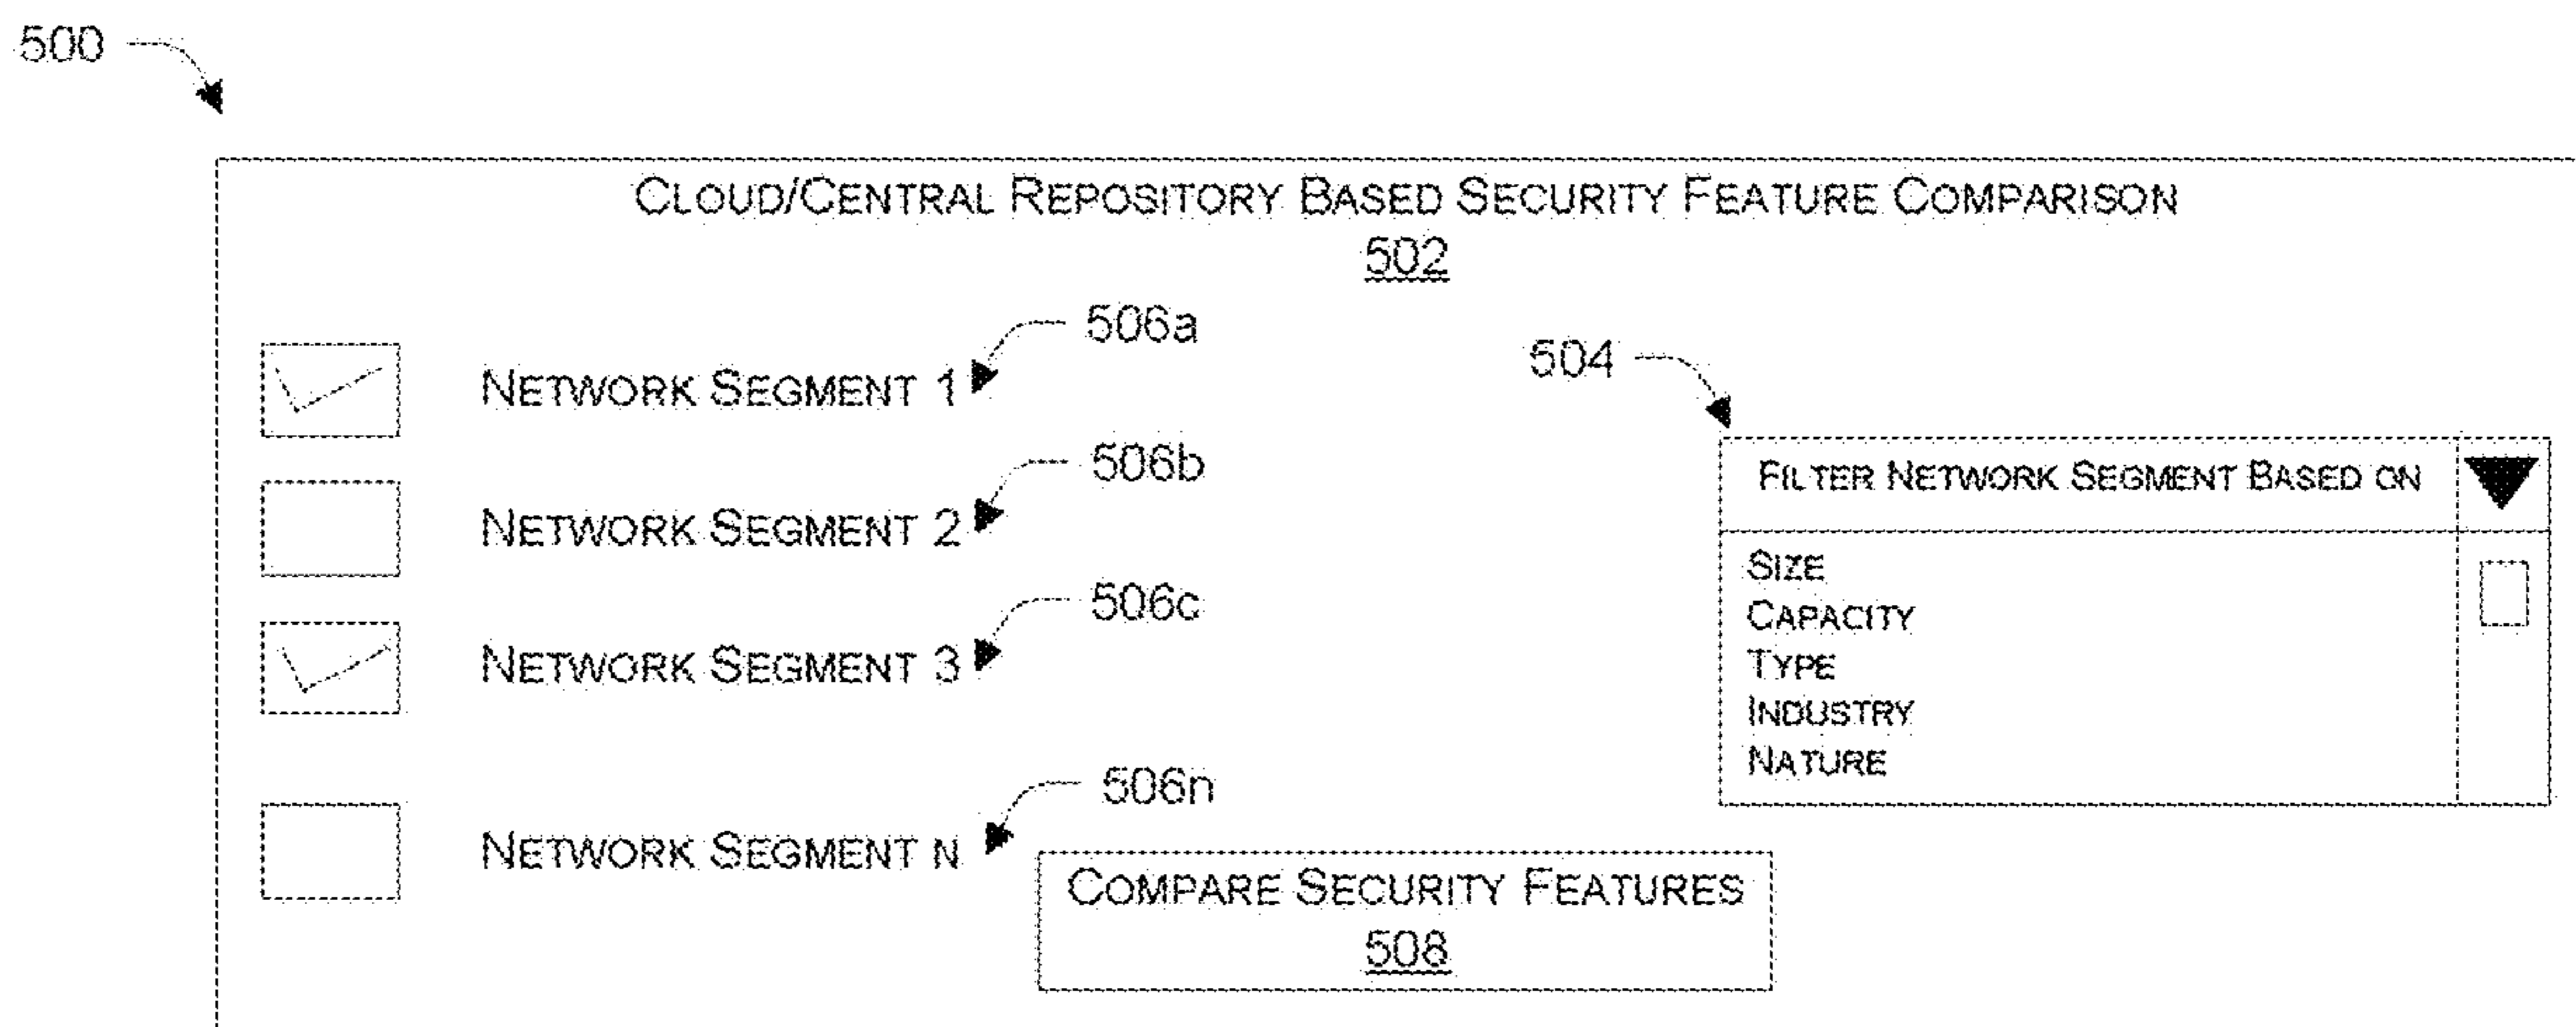 500
CLOUD/CENTRAL REPOSITORY BASED SECURITY FEATURE COMPARISON
502
506a
NETWORK SEGMENT 1
504
506b
FILTER NETWORK SEGMENT BASED ON
NETWORK SEGMENT 2
SIZE
506c
CAPACITY
NETWORK SEGMENT 3
TYPE
INDUSTRY
NATURE
506n
NETWORK SEGMENT N
COMPARE SECURITY FEATURES
508